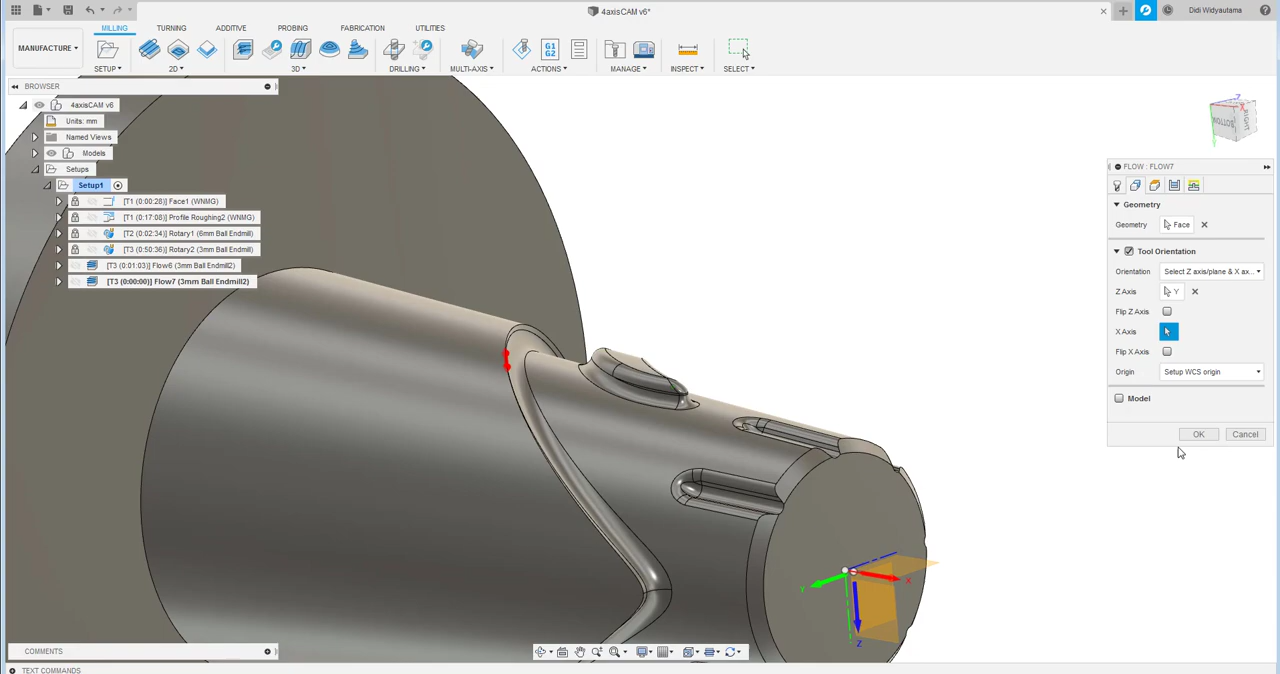 4axisCAM v6*
Didi Widyautama
MANUFACTURE
MILLING
TURNING
ADDITIVE
PROBING
FABRICATION
UTILITIES
G1
G2
SETUP
2D
3D
DRILLING
MULTI-AXIS
ACTIONS
MANAGE
INSPECT
SELECT
BROWSER
4axisCAM v6
Units: mm
Named Views
Models
Setups
Setup1
[T1 (0:00:28) Face1 (WNMG)
[T1 (0:17:08) Profile Roughing2 (WNMG)
[T2 (0:02:34) Rotary1 (6mm Ball Endmill)
[T3 (0:50:36) Rotary2 (3mm Ball Endmill)
[T3 (0:01:03) Flow6 (3mm Ball Endmill2)
[T3 (0:00:00) Flow7 (3mm Ball Endmill2)
Z
X
BOTTOM
RIGHT
Y
FLOW : FLOW7
Geometry
Geometry Face
Tool Orientation
Orientation Select Z axis/plane & X ax...
Z Axis Y
Flip Z Axis
X Axis
Flip X Axis
Origin Setup WCS origin
Model
OK Cancel
X
Y
Z
COMMENTS
TEXT COMMANDS